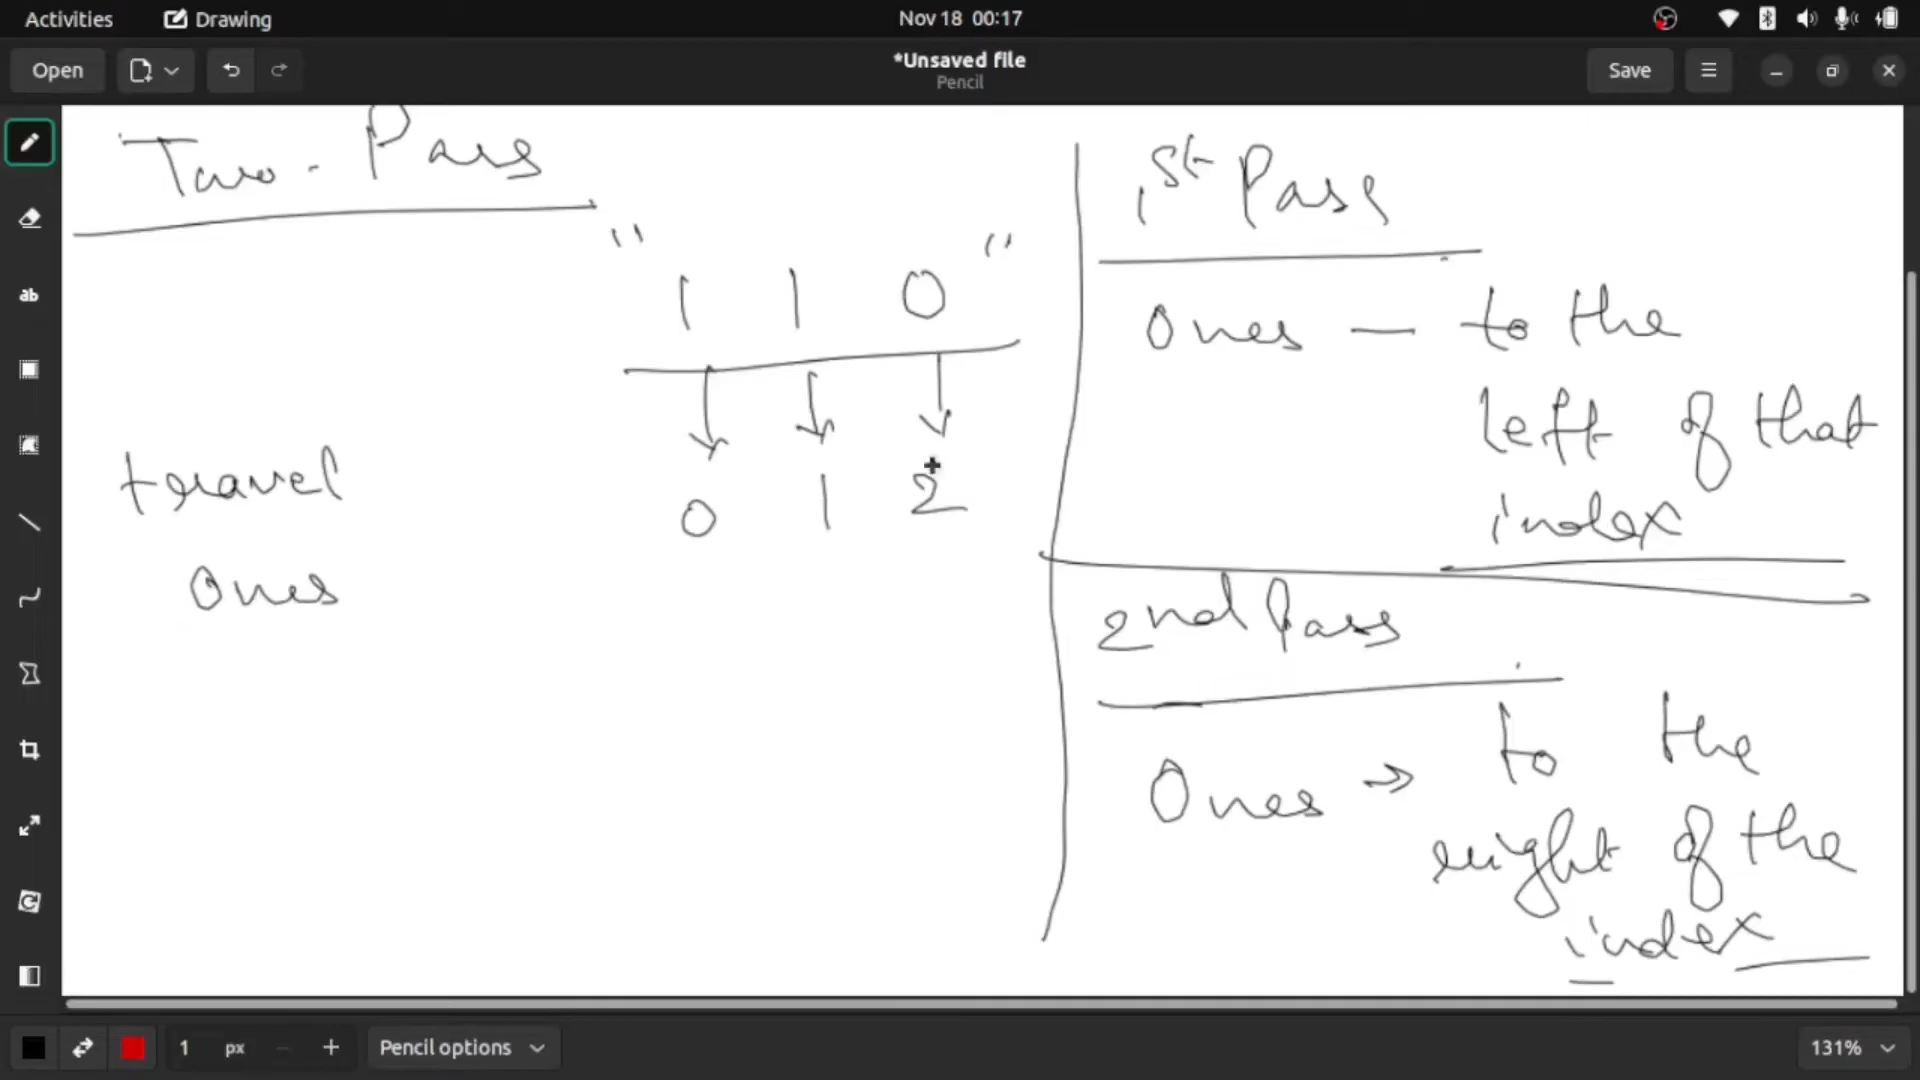 Activities Drawing Nov 18 00:17
Open *Unsaved file Save
Pencil
Two-Pass
" 1 1 0 "
0 1 2
travel
Ones
1st Pass
Ones — to the
left of that
index
2nd Pass
Ones → to the
right of the
index
ab
1 px − + Pencil options 131%